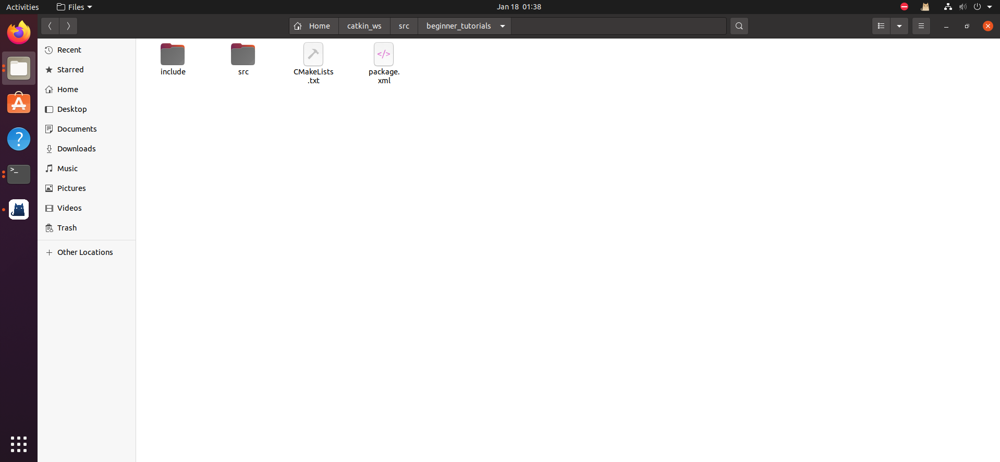 Activities
Files
Jan 18 01:38
Home
catkin_ws
src
beginner_tutorials
Recent
Starred
Home
Desktop
Documents
Downloads
Music
Pictures
Videos
Trash
Other Locations
include
src
CMakeLists
.txt
package.
xml